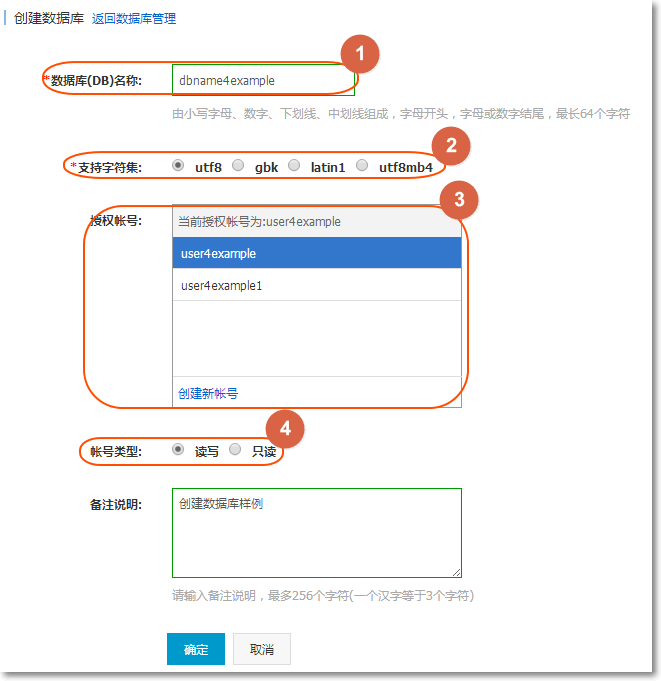 创建数据库 返回数据库管理
1
*数据库(DB)名称: dbname4example
由小写字母、数字、下划线、中划线组成，字母开头，字母或数字结尾，最长64个字符
2
*支持字符集: utf8 gbk latin1 utf8mb4
3
授权帐号: 当前授权帐号为:user4example
user4example
user4example1
创建新帐号
4
帐号类型: 读写 只读
备注说明: 创建数据库样例
请输入备注说明，最多256个字符(一个汉字等于3个字符)
确定 取消